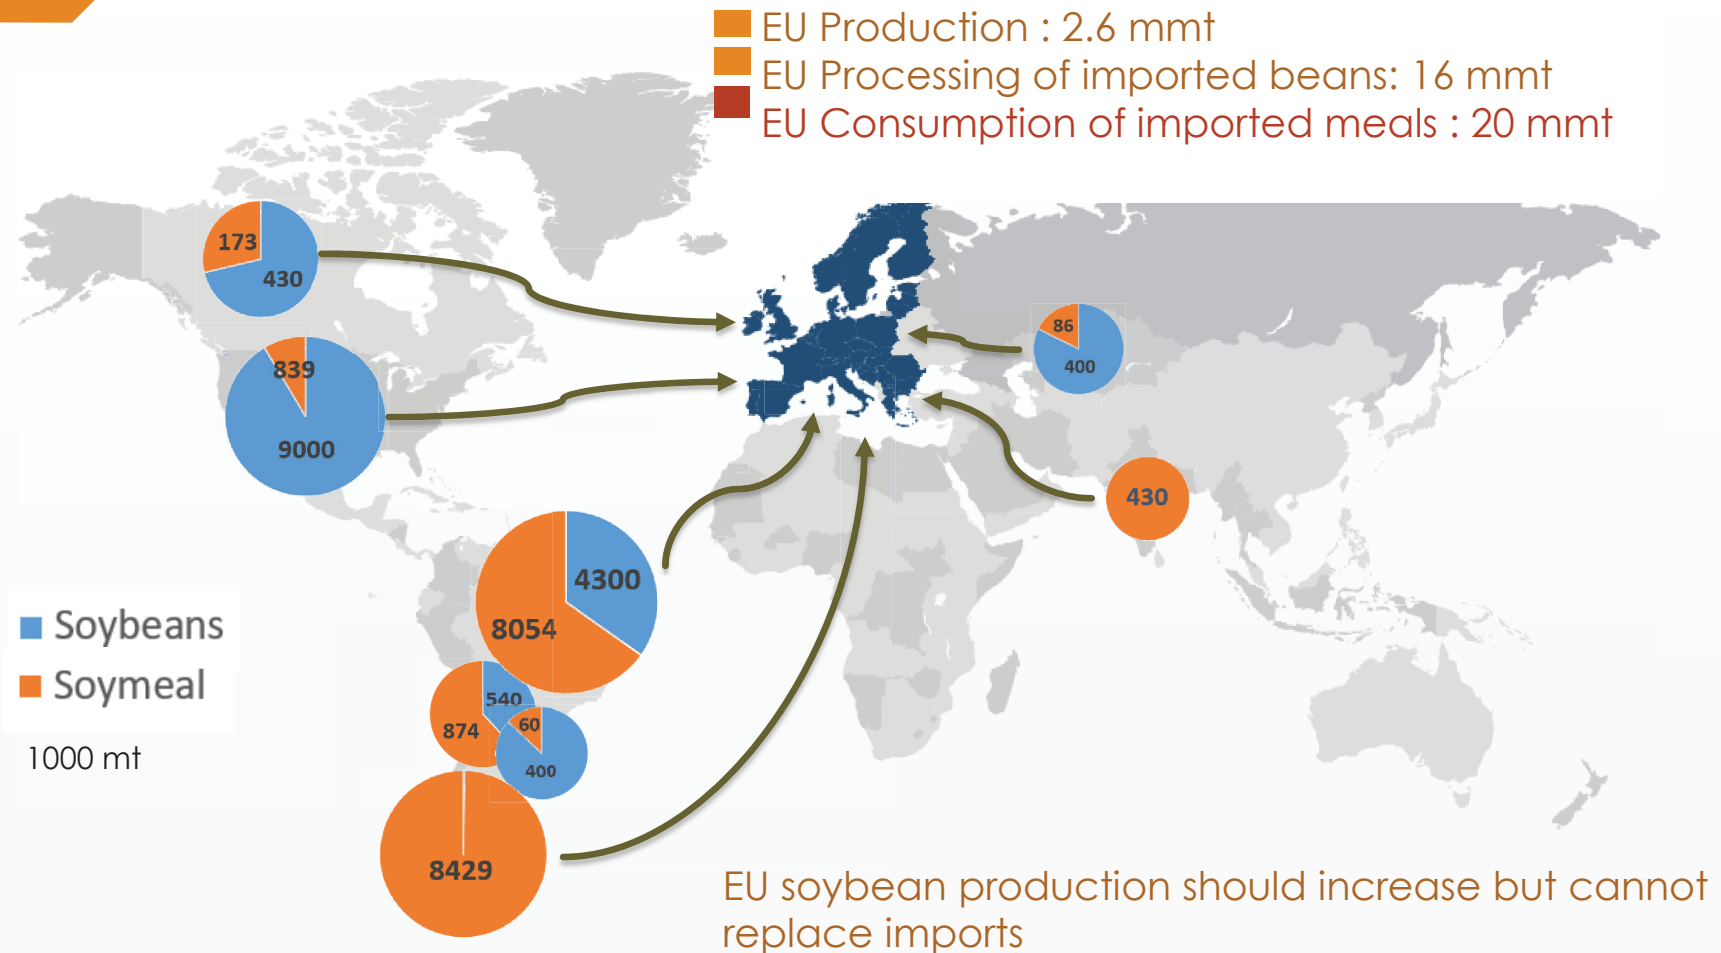 EU Production : 2.6 mmt
EU Processing of imported beans: 16 mmt
EU Consumption of imported meals : 20 mmt
173
430
839
9000
86
400
430
4300
8054
540
874
60
400
8429
Soybeans
Soymeal
1000 mt
EU soybean production should increase but cannot
replace imports